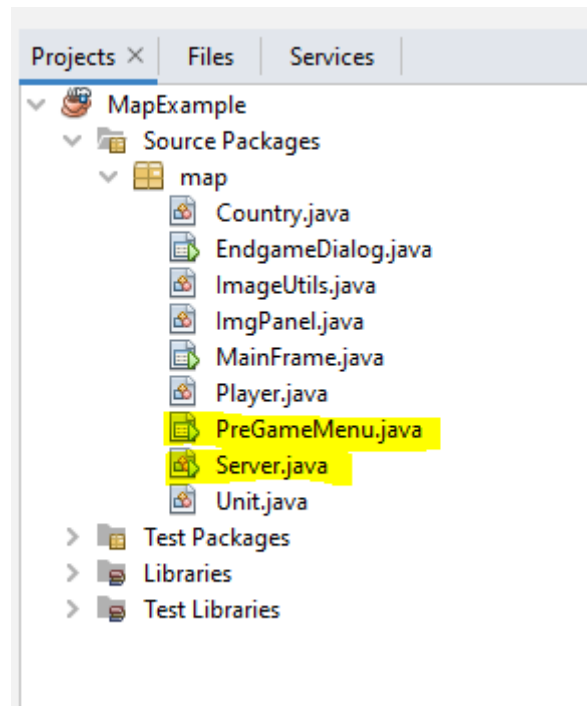 Projects × Files Services
MapExample
Source Packages
map
Country.java
EndgameDialog.java
ImageUtils.java
ImgPanel.java
MainFrame.java
Player.java
PreGameMenu.java
Server.java
Unit.java
Test Packages
Libraries
Test Libraries